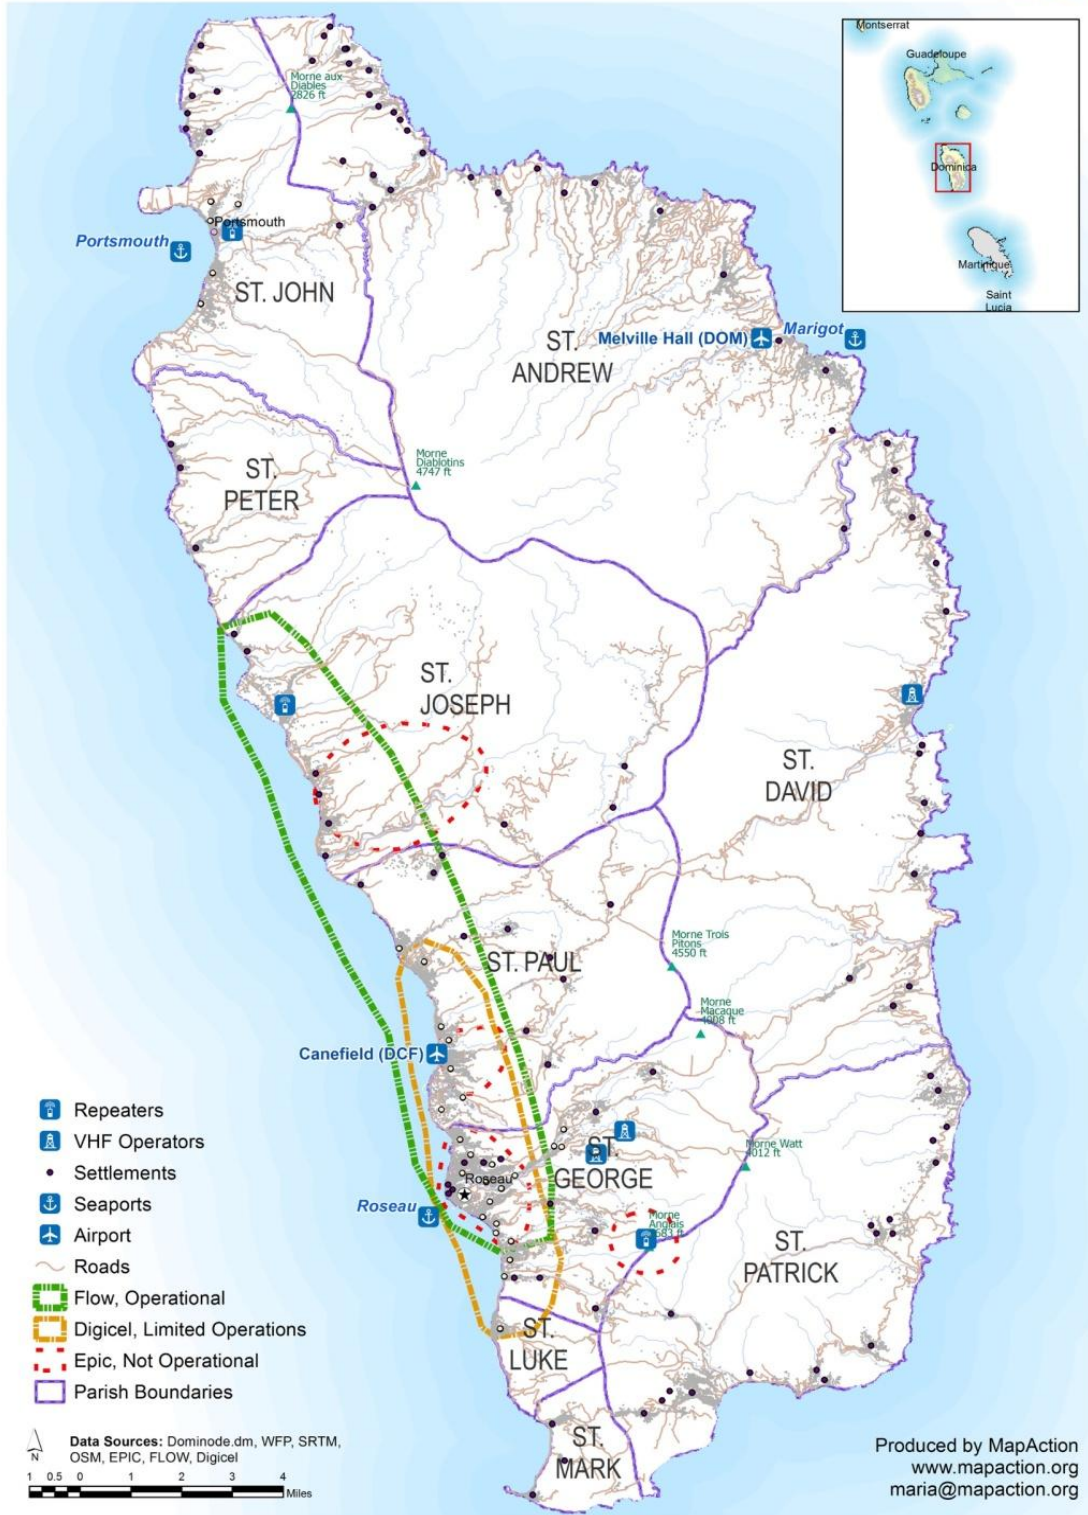 Montserrat
Guadeloupe
Dominica
Martinique
Saint
Lucia
Morne aux
Diables
2826 ft
Portsmouth
Portsmouth
ST. JOHN
Melville Hall (DOM)
Marigot
ST.
ANDREW
Morne
Diablotins
4747 ft
ST.
PETER
ST.
JOSEPH
ST.
DAVID
Morne Trois
Pitons
4550 ft
ST. PAUL
Morne
Macaque
4008 ft
Canefield (DCF)
ST.
GEORGE
Morne Watt
4012 ft
Roseau
Roseau
Morne
Anglais
ST.
PATRICK
ST.
LUKE
ST.
MARK
Repeaters
VHF Operators
Settlements
Seaports
Airport
Roads
Flow, Operational
Digicel, Limited Operations
Epic, Not Operational
Parish Boundaries
N
Data Sources: Dominode.dm, WFP, SRTM,
OSM, EPIC, FLOW, Digicel
1 0.5 0 1 2 3 4
Miles
Produced by MapAction
www.mapaction.org
maria@mapaction.org